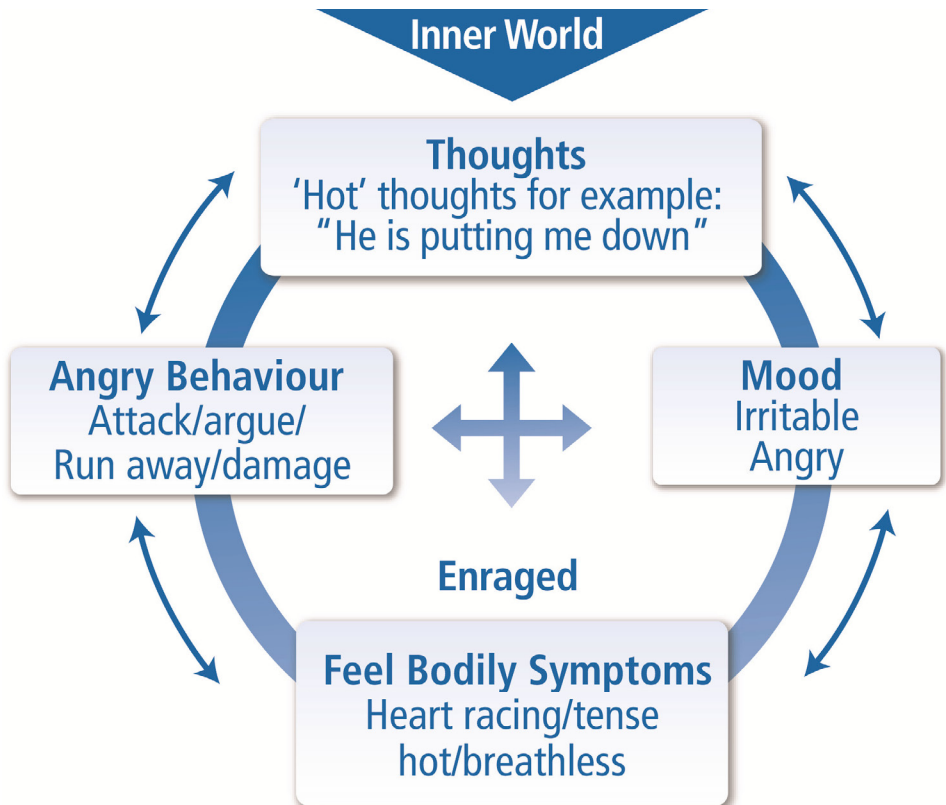 Inner World
Thoughts
‘Hot’ thoughts for example:
“He is putting me down”
Angry Behaviour
Attack/argue/
Run away/damage
Mood
Irritable
Angry
Enraged
Feel Bodily Symptoms
Heart racing/tense
hot/breathless